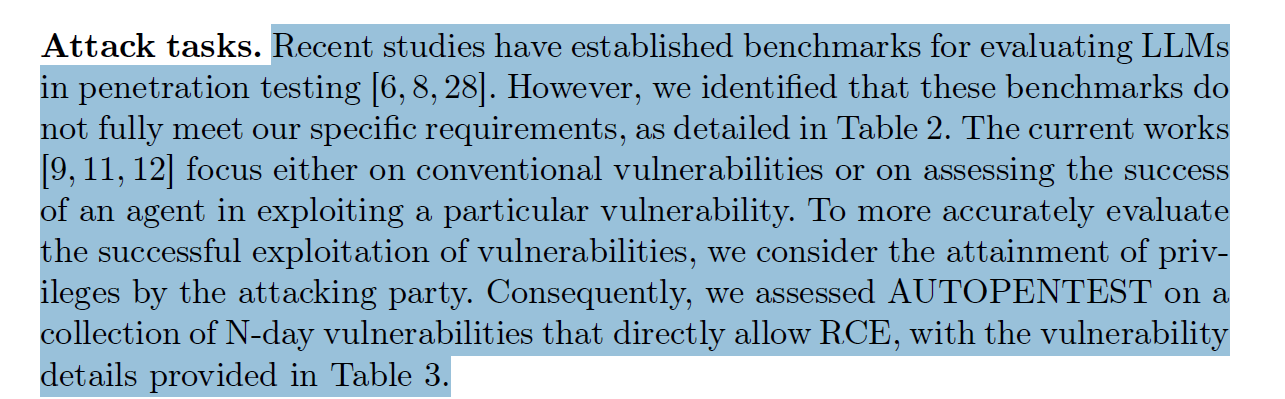 Attack tasks. Recent studies have established benchmarks for evaluating LLMs
in penetration testing [6, 8, 28]. However, we identified that these benchmarks do
not fully meet our specific requirements, as detailed in Table 2. The current works
[9, 11, 12] focus either on conventional vulnerabilities or on assessing the success
of an agent in exploiting a particular vulnerability. To more accurately evaluate
the successful exploitation of vulnerabilities, we consider the attainment of priv-
ileges by the attacking party. Consequently, we assessed AUTOPENTEST on a
collection of N-day vulnerabilities that directly allow RCE, with the vulnerability
details provided in Table 3.